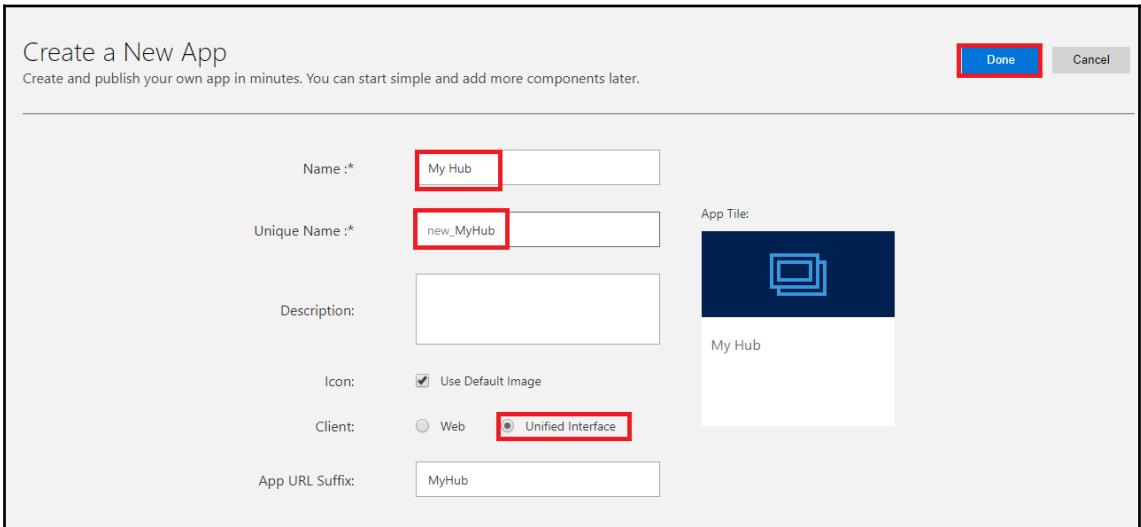 Create a New App
Create and publish your own app in minutes. You can start simple and add more components later.
Done
Cancel
Name :*
My Hub
Unique Name :*
new_MyHub
App Tile:
My Hub
Description:
Icon:
Use Default Image
Client:
Web
Unified Interface
App URL Suffix:
MyHub